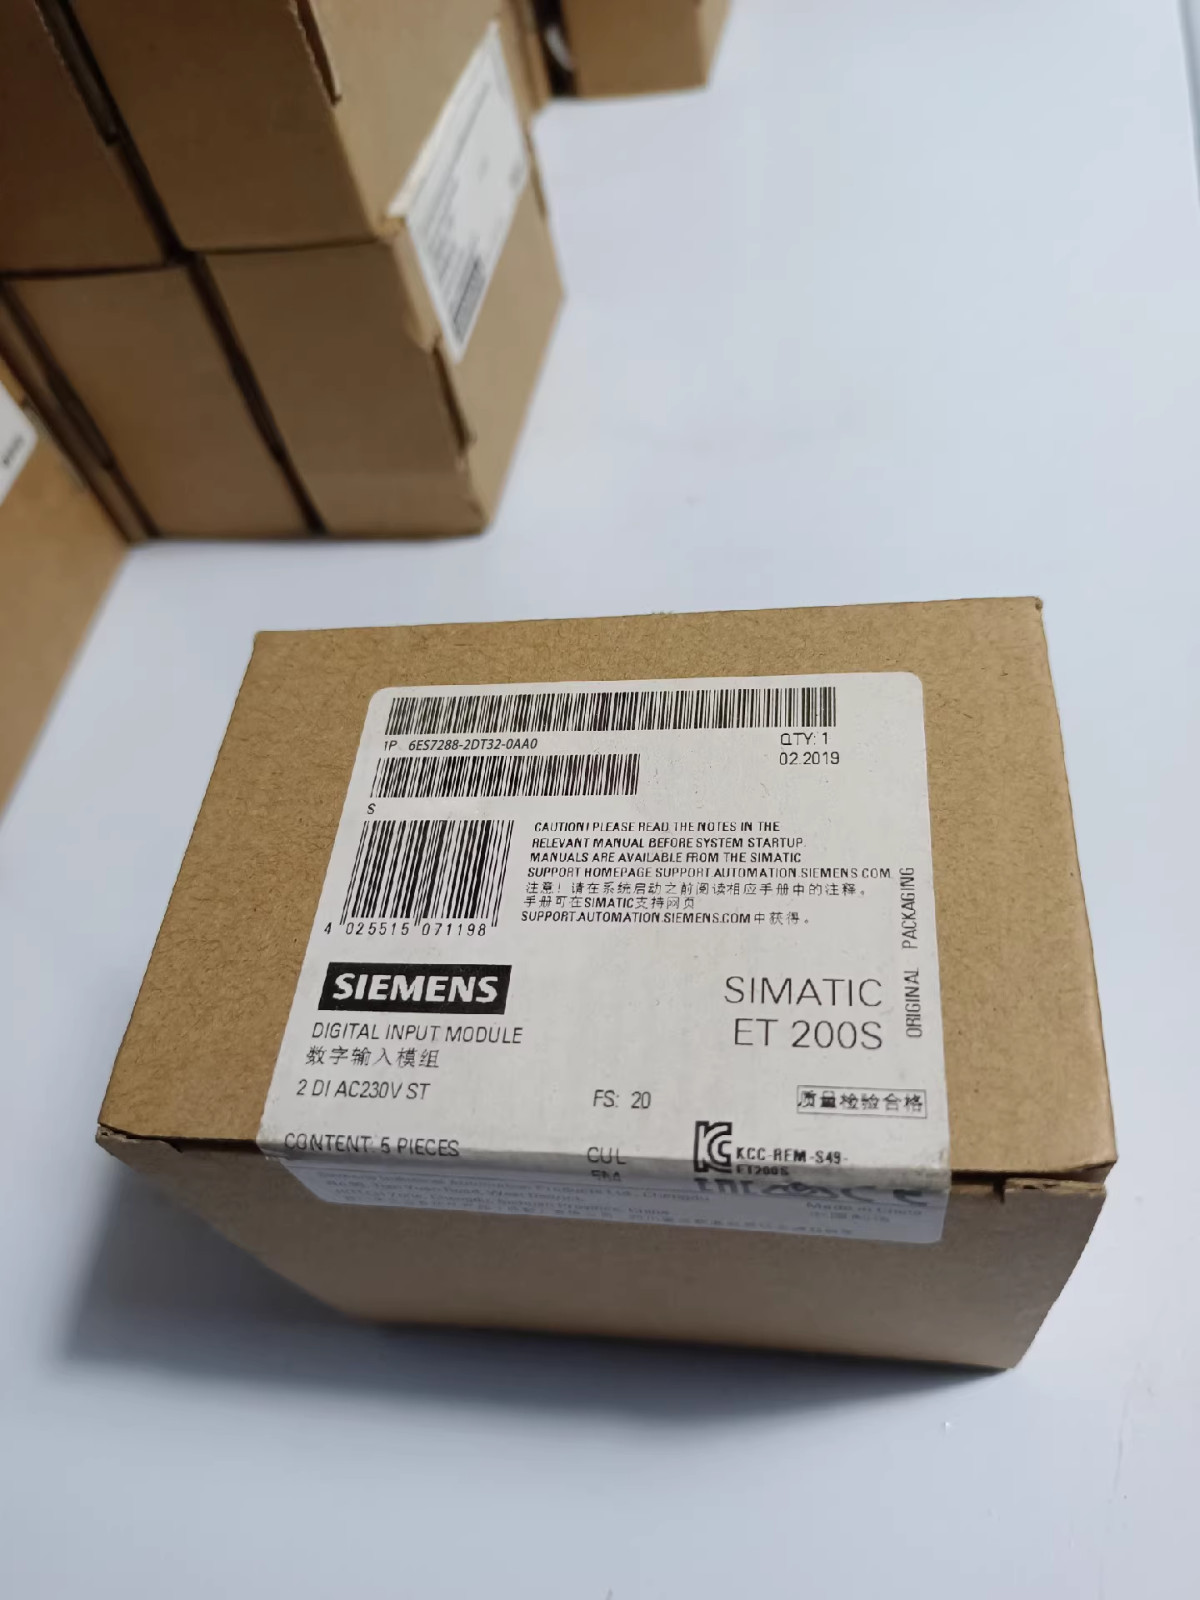 1P 6ES7288-2DT32-0AA0
QTY: 1
02.2019
S
CAUTION! PLEASE READ THE NOTES IN THE
RELEVANT MANUAL BEFORE SYSTEM STARTUP.
MANUALS ARE AVAILABLE FROM THE SIMATIC
SUPPORT HOMEPAGE SUPPORT.AUTOMATION.SIEMENS.COM.
注意！请在系统启动之前阅读相应手册中的注释。
手册可在SIMATIC支持网页
SUPPORT.AUTOMATION.SIEMENS.COM 中获得。
4 025515 071198
ORIGINAL PACKAGING
SIEMENS
SIMATIC
ET 200S
DIGITAL INPUT MODULE
数字输入模组
2 DI AC230V ST
FS: 20
质量检验合格
CONTENT: 5 PIECES
CUL
KCC-REM-S49-
ET200S
Made in China